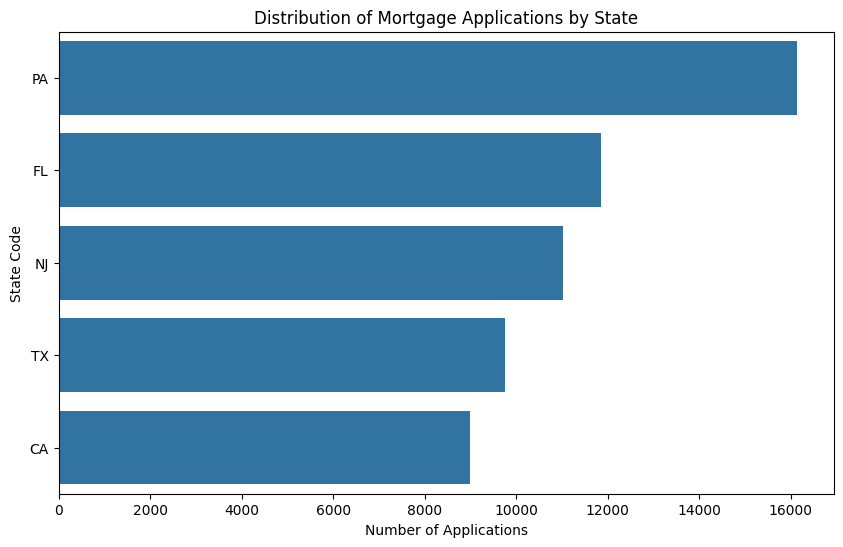 Distribution of Mortgage Applications by State
State Code
PA
FL
NJ
TX
CA
0 2000 4000 6000 8000 10000 12000 14000 16000
Number of Applications